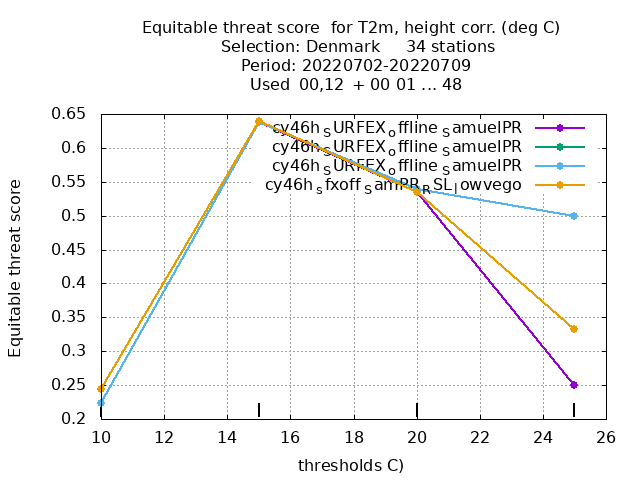 Equitable threat score for T2m, height corr. (deg C)
Selection: Denmark 34 stations
Period: 20220702-20220709
Used 00,12 + 00 01 ... 48
0.65
0.6
0.55
0.5
0.45
0.4
0.35
0.3
0.25
0.2
Equitable threat score
cy46h_SURFEX_offline_SamuelPR
cy46h_SURFEX_offline_SamuelPR
cy46h_SURFEX_offline_SamuelPR
cy46h_sfxoff_SamPR_RSL_lowvego
10 12 14 16 18 20 22 24 26
thresholds C)